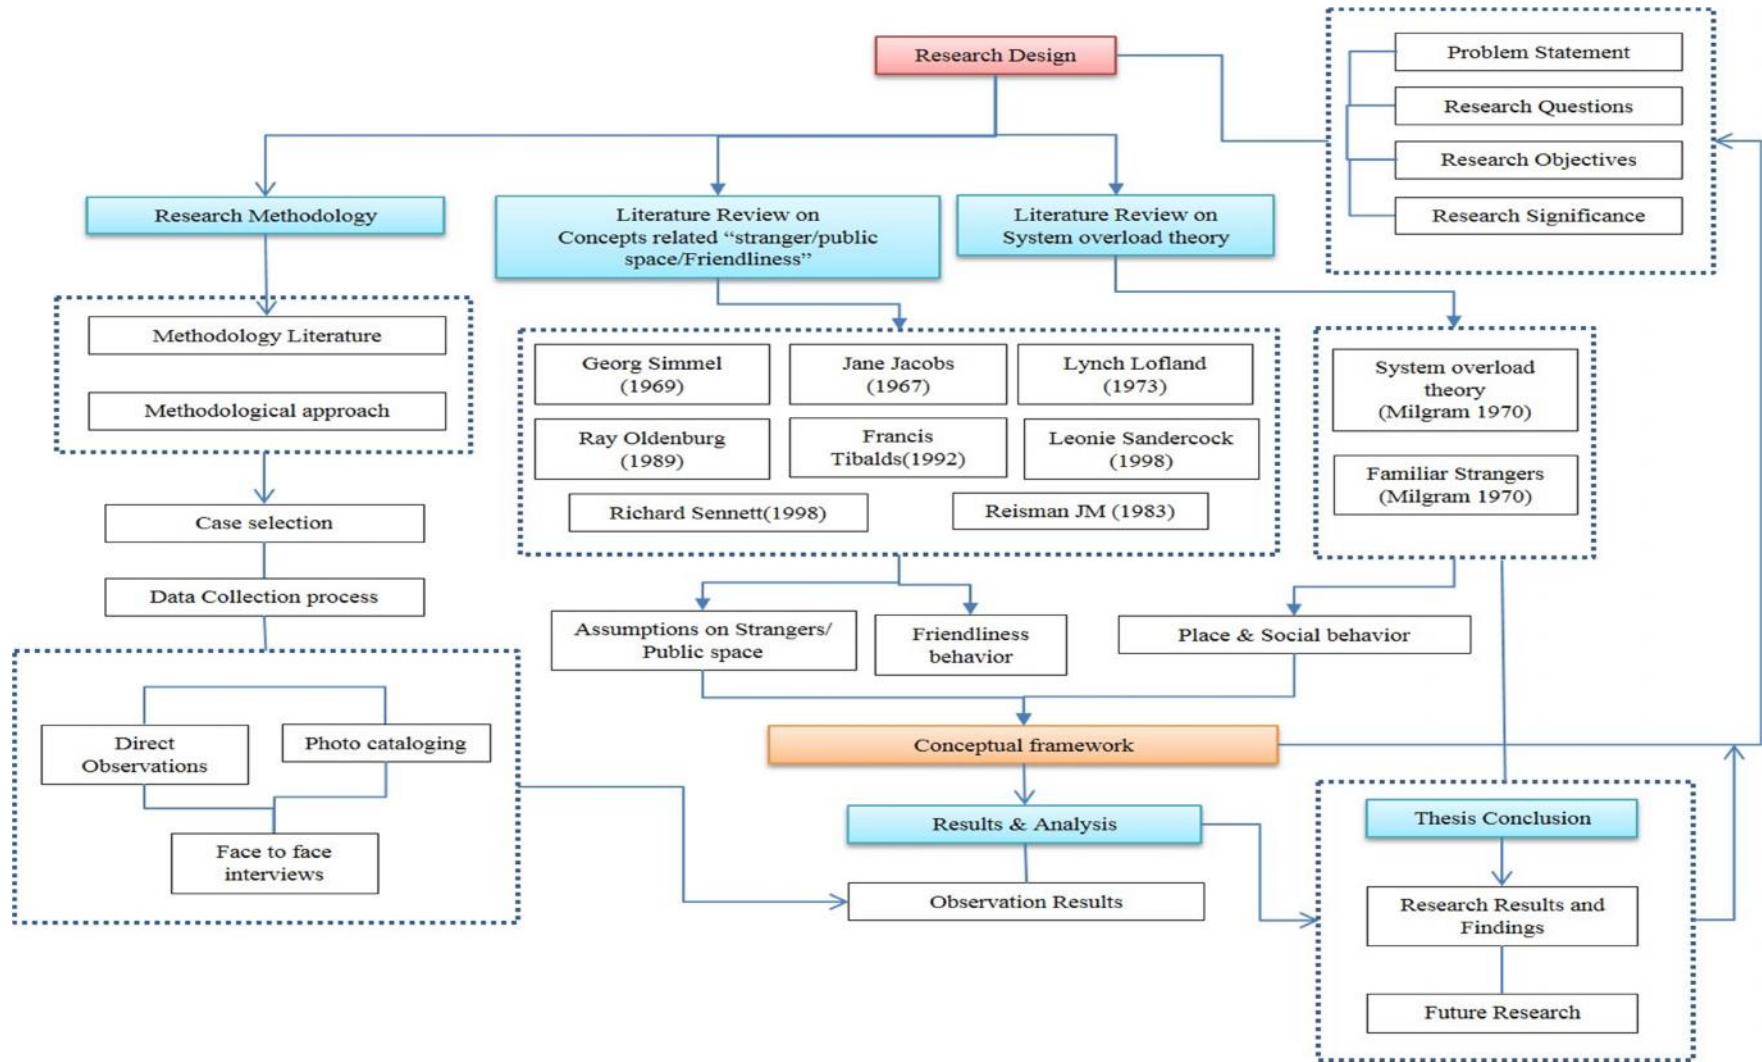 Research Design
Problem Statement
Research Questions
Research Objectives
Research Significance
Research Methodology
Literature Review on
Concepts related “stranger/public
space/Friendliness”
Literature Review on
System overload theory
Methodology Literature
Methodological approach
Case selection
Data Collection process
Direct
Observations
Photo cataloging
Face to face
interviews
Georg Simmel
(1969)
Jane Jacobs
(1967)
Lynch Lofland
(1973)
Ray Oldenburg
(1989)
Francis
Tibalds(1992)
Leonie Sandercock
(1998)
Richard Sennett(1998)
Reisman JM (1983)
System overload
theory
(Milgram 1970)
Familiar Strangers
(Milgram 1970)
Assumptions on Strangers/
Public space
Friendliness
behavior
Place & Social behavior
Conceptual framework
Results & Analysis
Observation Results
Thesis Conclusion
Research Results and
Findings
Future Research